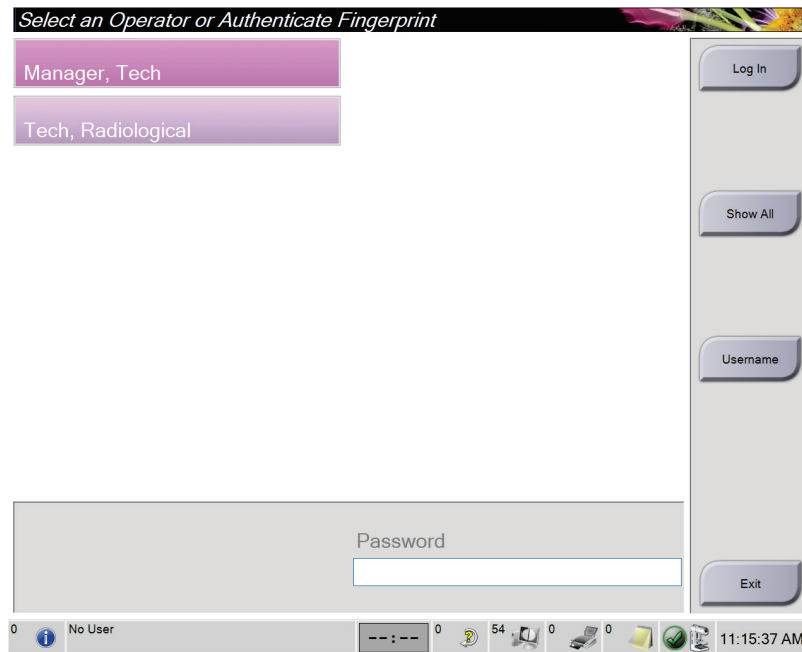 Select an Operator or Authenticate Fingerprint
Manager, Tech
Tech, Radiological
Log In
Show All
Username
Password
Exit
0
No User
--:--
0
54
0
0
11:15:37 AM